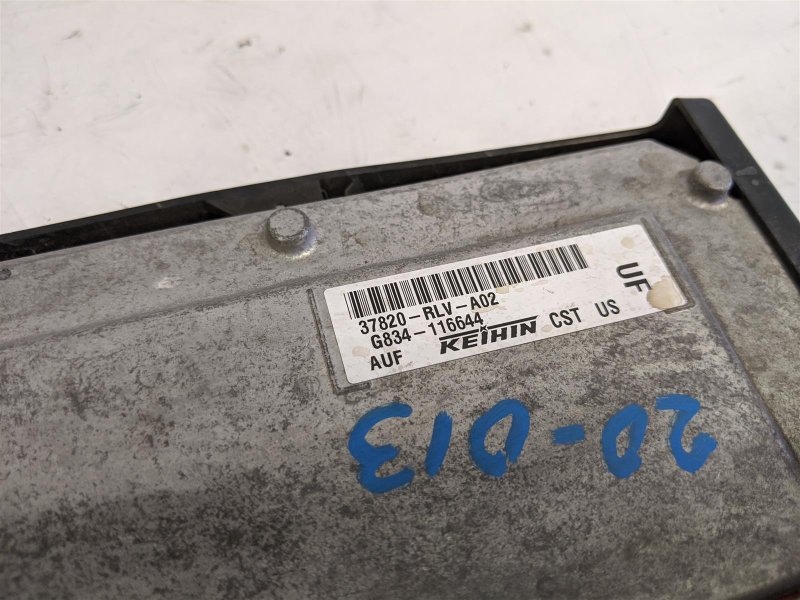 37820-RLV-A02
G834-116644
AUF KEIHIN CST US
UF
20-013